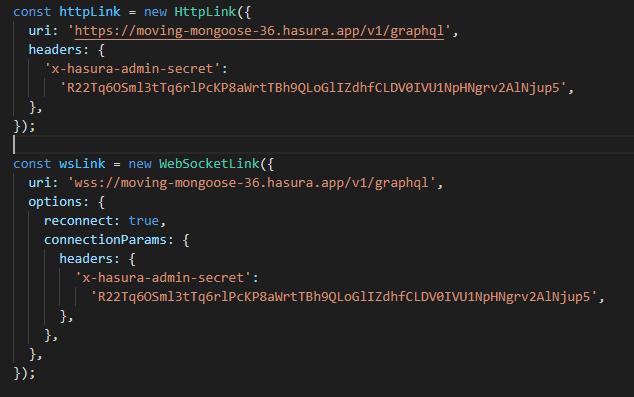 const httpLink = new HttpLink({
uri: 'https://moving-mongoose-36.hasura.app/v1/graphql',
headers: {
'x-hasura-admin-secret':
'R22Tq6OSml3tTq6rlPcKP8aWrtTBh9QLoGlIZdhfCLDV0IVU1NpHNgrv2AlNjup5',
},
});
const wsLink = new WebSocketLink({
uri: 'wss://moving-mongoose-36.hasura.app/v1/graphql',
options: {
reconnect: true,
connectionParams: {
headers: {
'x-hasura-admin-secret':
'R22Tq6OSml3tTq6rlPcKP8aWrtTBh9QLoGlIZdhfCLDV0IVU1NpHNgrv2AlNjup5',
},
},
},
});